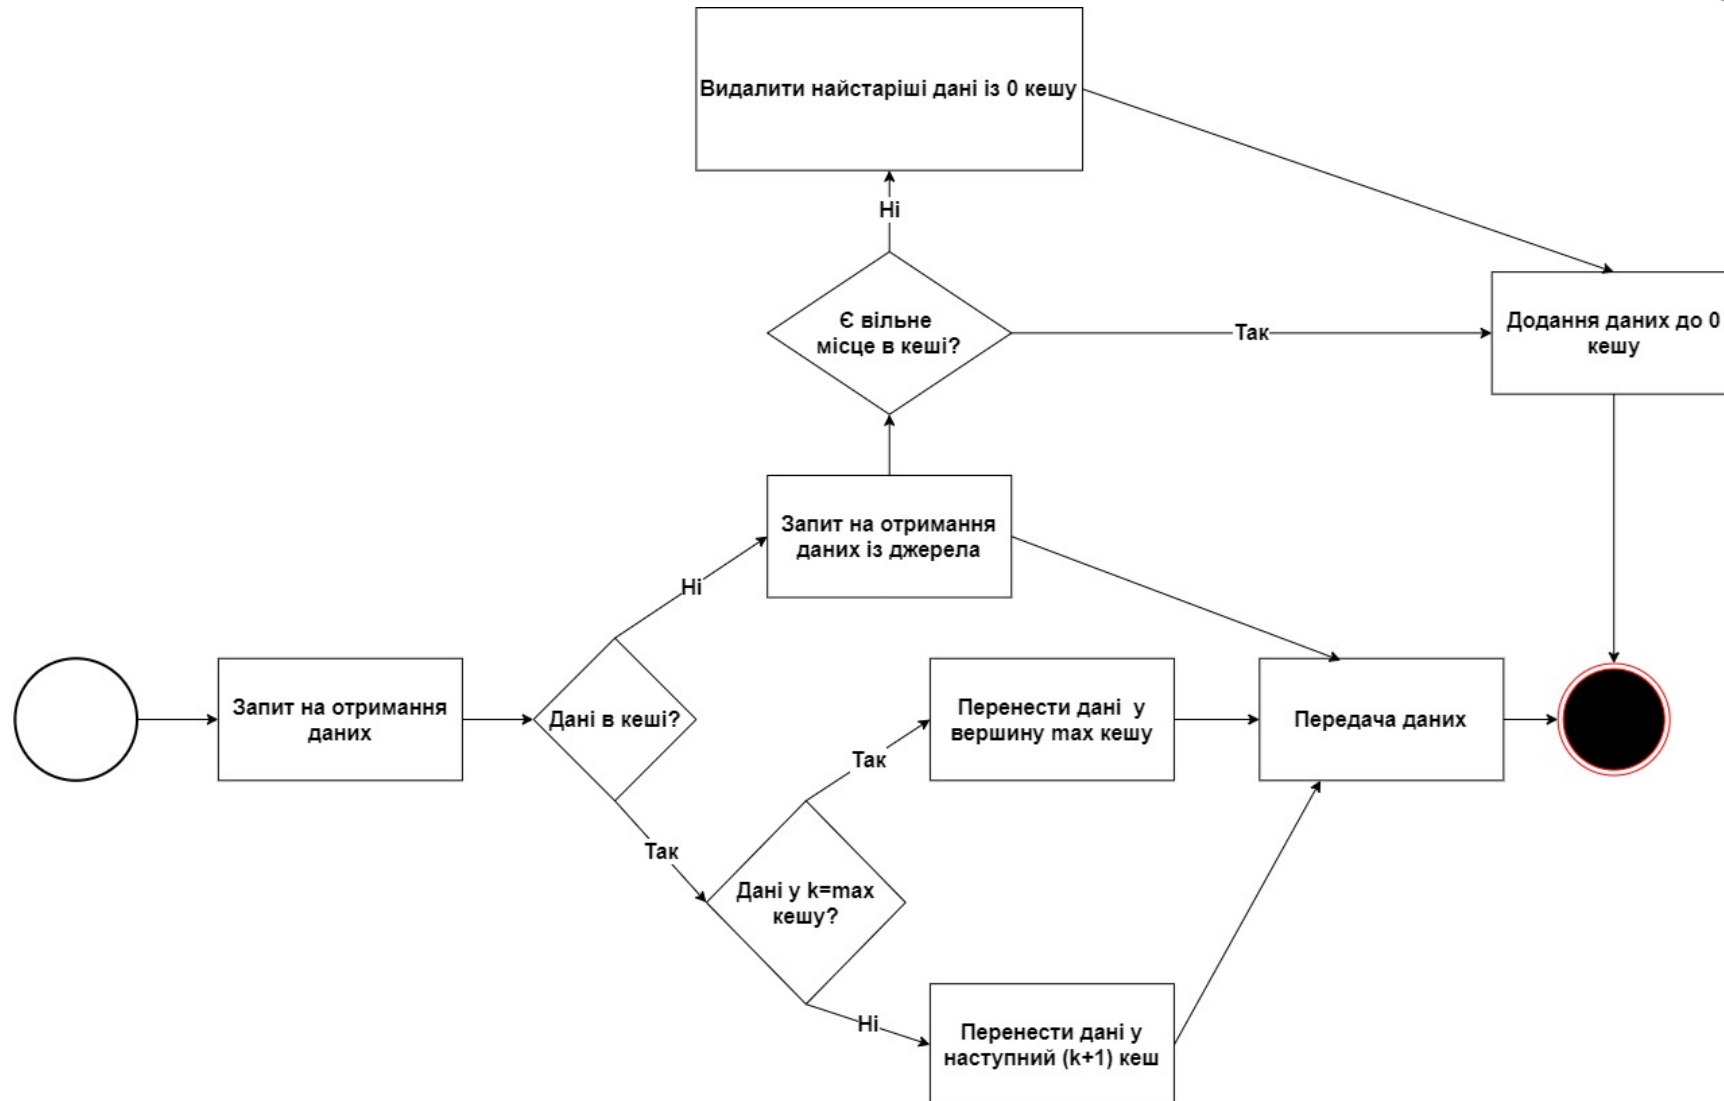 Видалити найстаріші дані із 0 кешу
Ні
Є вільне
місце в кеші?
Так
Додання даних до 0
кешу
Запит на отримання
даних із джерела
Ні
Запит на отримання
даних
Дані в кеші?
Перенести дані у
вершину max кешу
Передача даних
Так
Так
Дані у k=max
кешу?
Ні
Перенести дані у
наступний (k+1) кеш